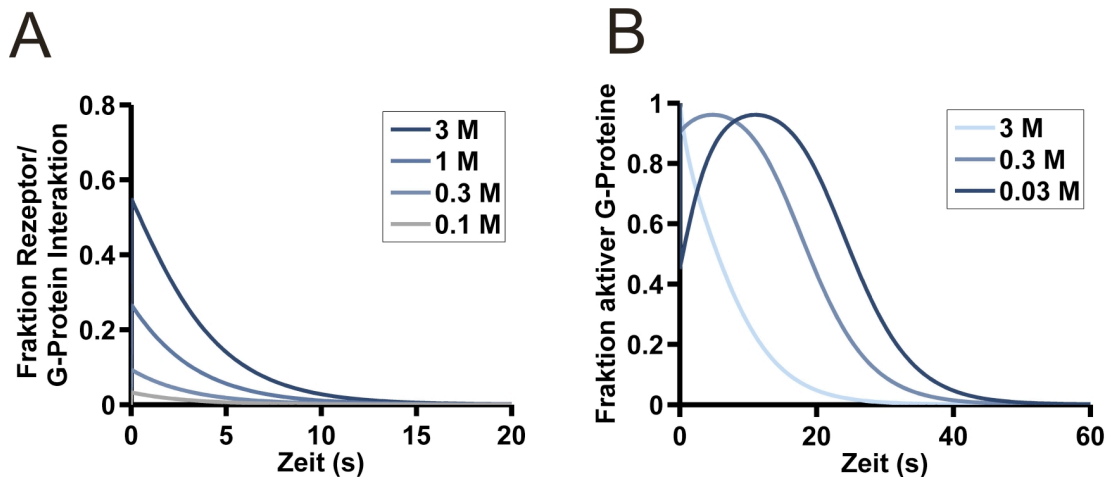 A
Fraktion Rezeptor/
G-Protein Interaktion
0.8
0.6
0.4
0.2
0
0
5
10
15
20
Zeit (s)
3 M
1 M
0.3 M
0.1 M
B
Fraktion aktiver G-Proteine
1
0.8
0.6
0.4
0.2
0
0
20
40
60
Zeit (s)
3 M
0.3 M
0.03 M